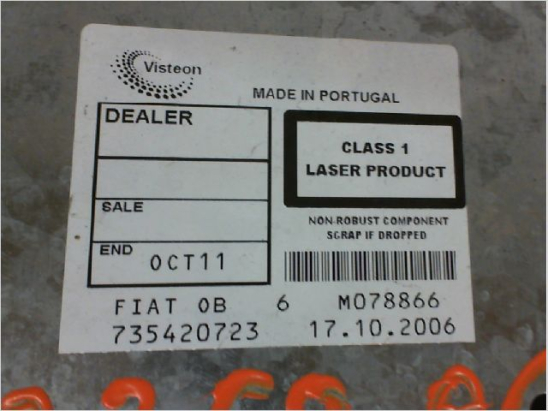 Visteon
MADE IN PORTUGAL
DEALER
CLASS 1
LASER PRODUCT
SALE
NON-ROBUST COMPONENT
SCRAP IF DROPPED
END OCT11
FIAT OB 6 M078866
735420723 17.10.2006